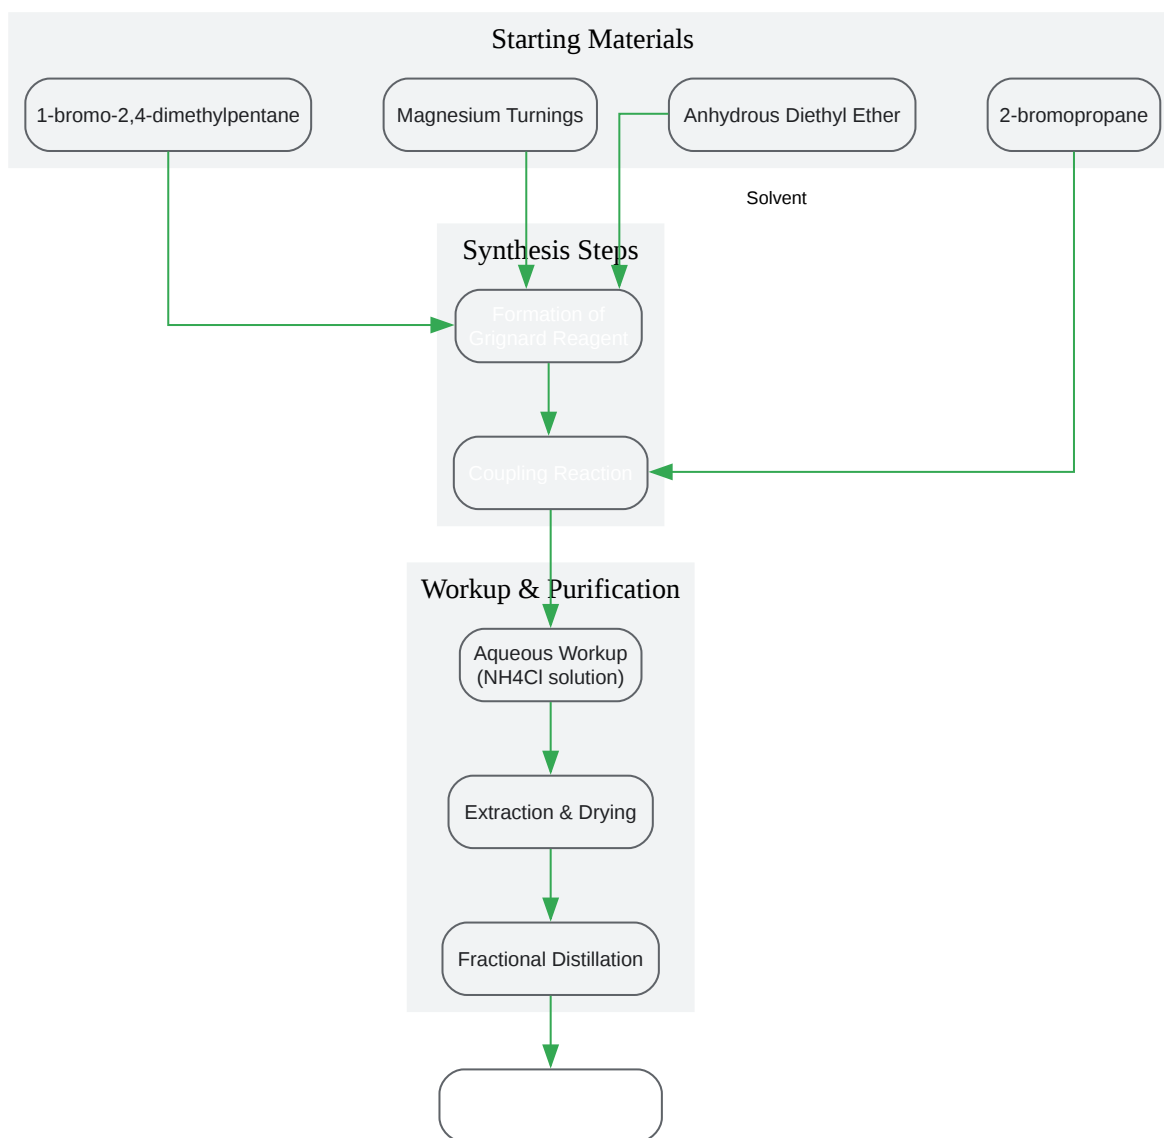 Starting Materials
1-bromo-2,4-dimethylpentane
Magnesium Turnings
Anhydrous Diethyl Ether
2-bromopropane
Solvent
Synthesis Steps
Formation of
Grignard Reagent
Coupling Reaction
Workup & Purification
Aqueous Workup
(NH4Cl solution)
Extraction & Drying
Fractional Distillation